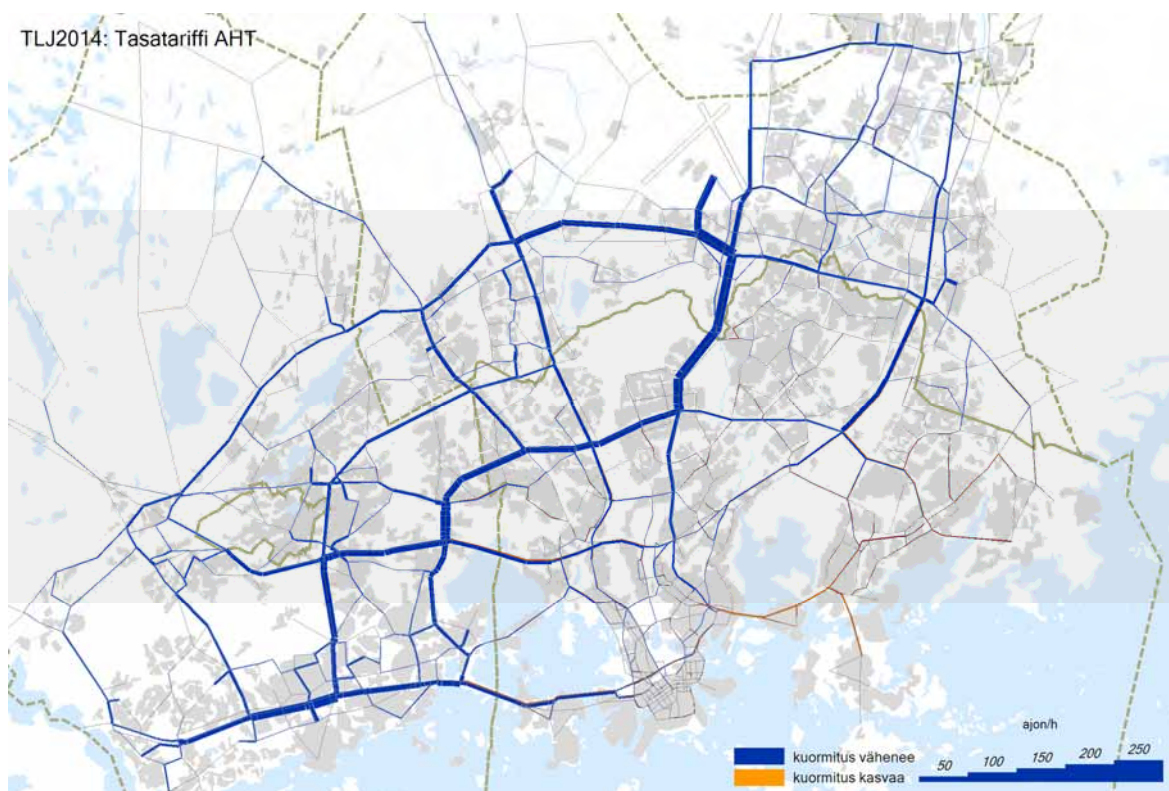 TLJ2014: Tasatariffi AHT
ajon/h
kuormitus vähenee
kuormitus kasvaa
50 100 150 200 250